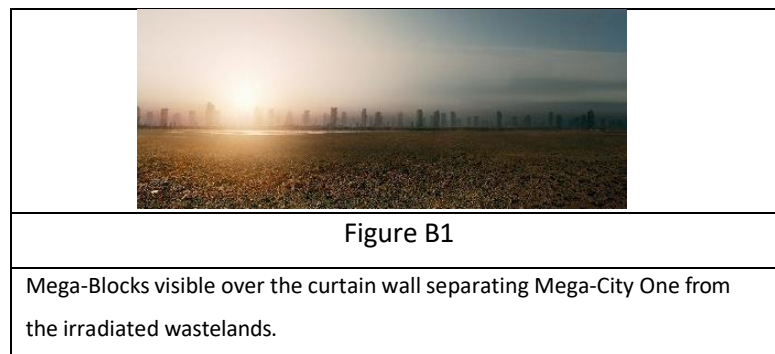 Figure B1
Mega-Blocks visible over the curtain wall separating Mega-City One from
the irradiated wastelands.